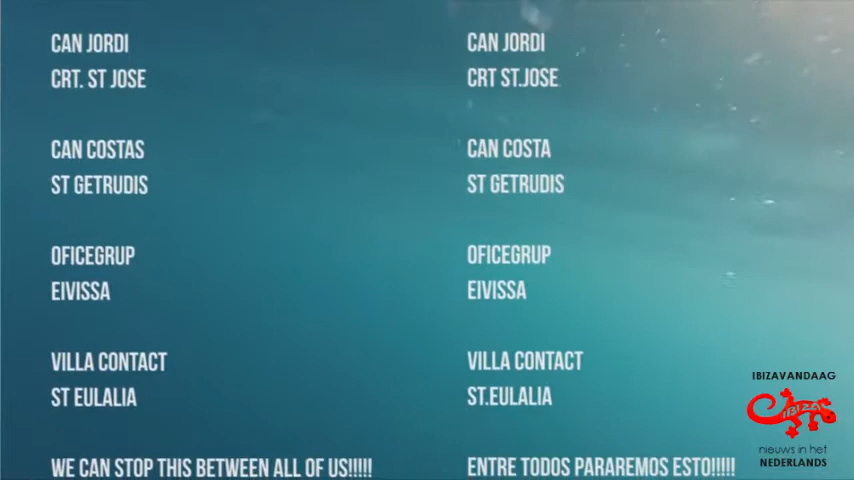 CAN JORDI
CRT. ST JOSE
CAN COSTAS
ST GETRUDIS
OFICEGRUP
EIVISSA
VILLA CONTACT
ST EULALIA
WE CAN STOP THIS BETWEEN ALL OF US!!!!!
CAN JORDI
CRT ST.JOSE
CAN COSTA
ST GETRUDIS
OFICEGRUP
EIVISSA
VILLA CONTACT
ST.EULALIA
ENTRE TODOS PARAREMOS ESTO!!!!!
IBIZAVANDAAG
IBIZA
nieuws in het
NEDERLANDS